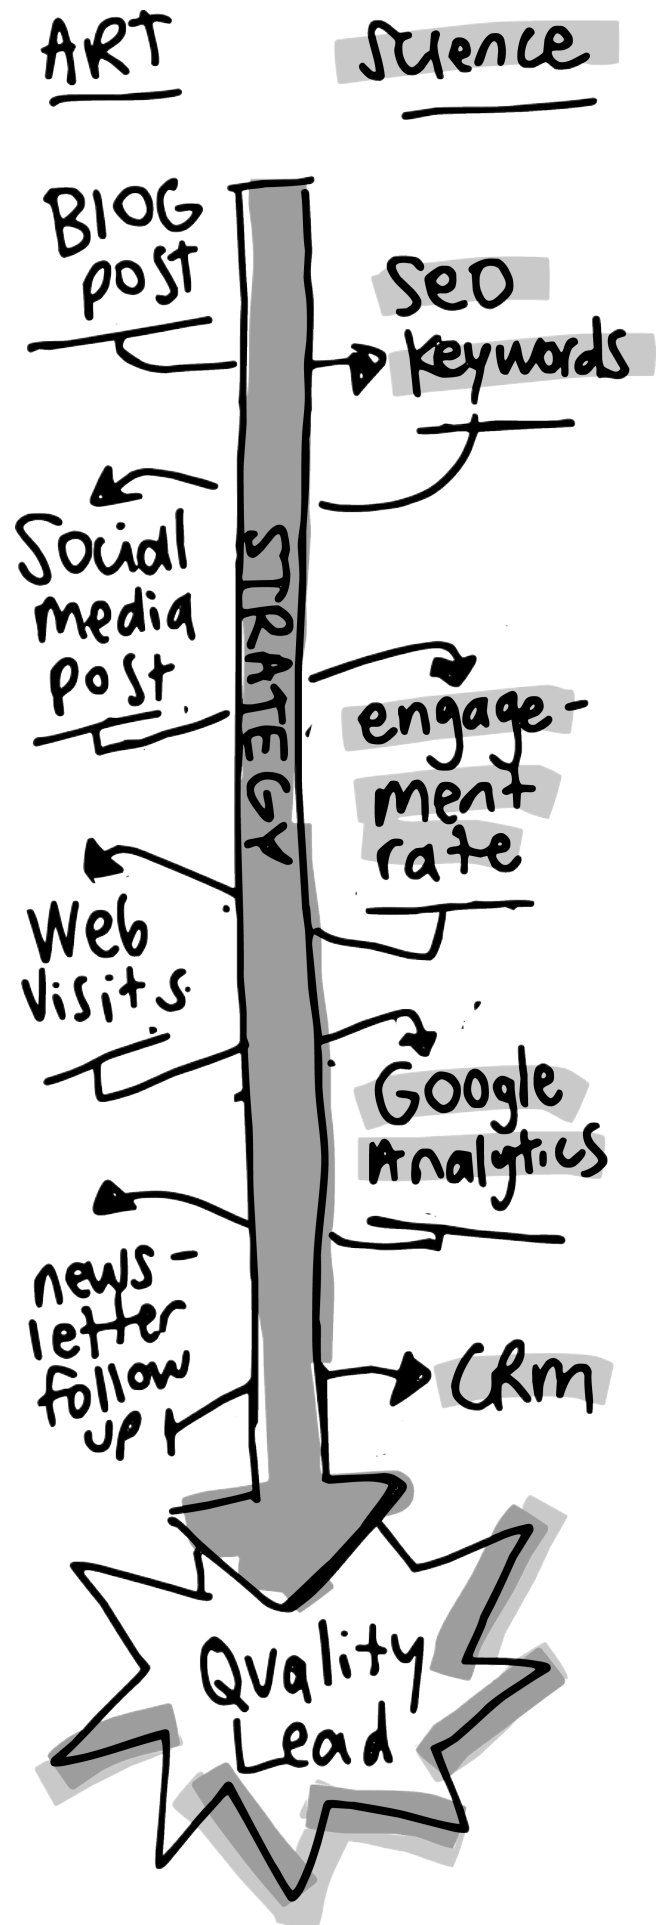 ART
Science
BLOG
post
SEO
Keywords
Social
media
post
STRATEGY
engage-
ment
rate
Web
Visits
Google
Analytics
news-
letter
follow
up
CRM
Quality
Lead